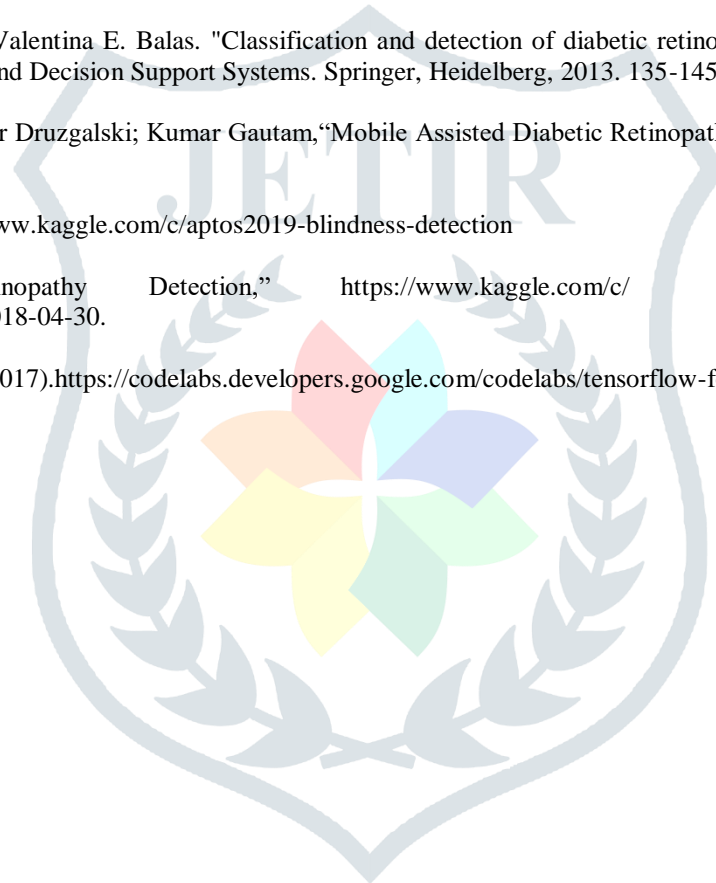 Valentina E. Balas. "Classification and detection of diabetic retino
nd Decision Support Systems. Springer, Heidelberg, 2013. 135-145
r Druzgalski; Kumar Gautam,“Mobile Assisted Diabetic Retinopath
JETIR
ww.kaggle.com/c/aptos2019-blindness-detection
inopathy Detection,” https://www.kaggle.com/c/
018-04-30.
017).https://codelabs.developers.google.com/codelabs/tensorflow-f